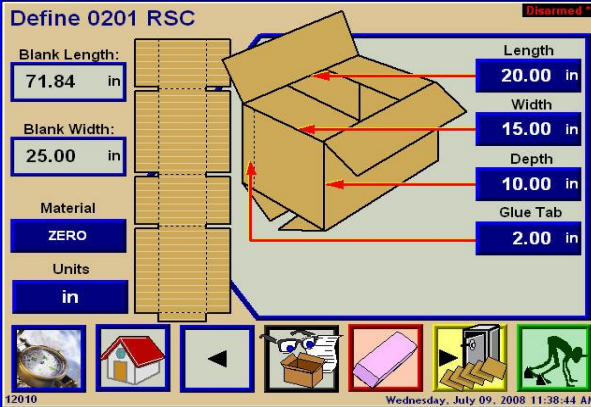 Define 0201 RSC
Disarmed *
Blank Length:
71.84 in
Blank Width:
25.00 in
Material
ZERO
Units
in
Length
20.00 in
Width
15.00 in
Depth
10.00 in
Glue Tab
2.00 in
12010
Wednesday, July 09, 2008 11:38:44 AM